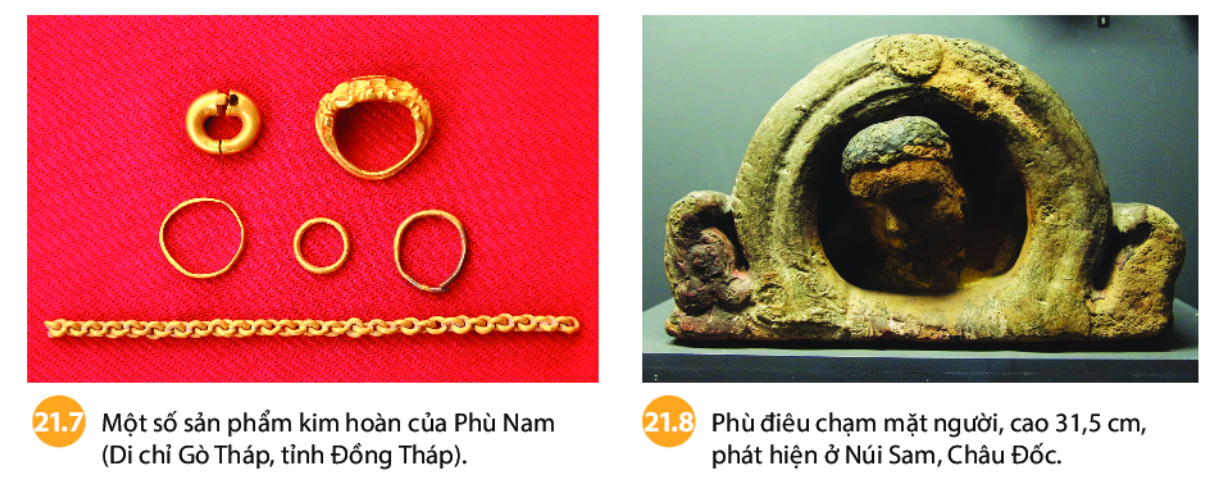 21.7 Một số sản phẩm kim hoàn của Phù Nam
(Di chỉ Gò Tháp, tỉnh Đồng Tháp).
21.8 Phù điêu chạm mặt người, cao 31,5 cm,
phát hiện ở Núi Sam, Châu Đốc.